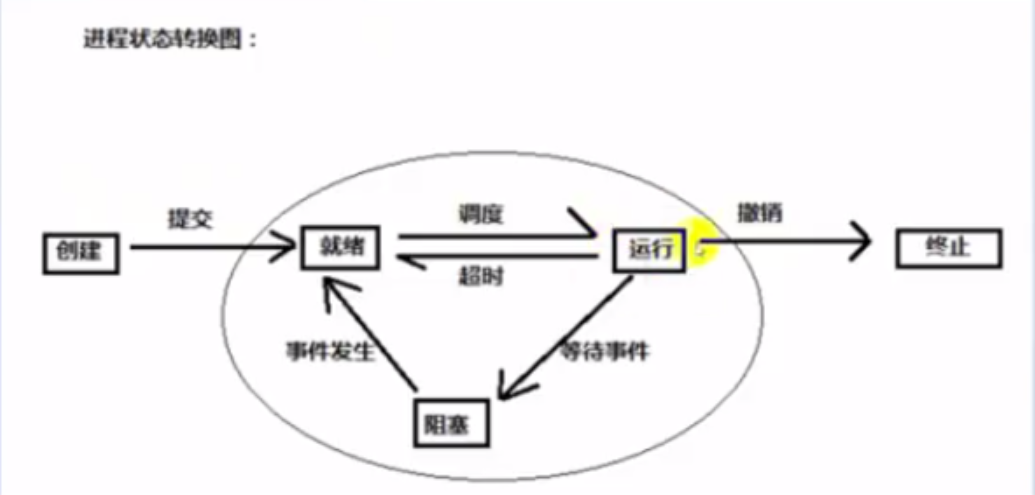 进程状态转换图：
提交
调度
撤销
创建
就绪
运行
终止
超时
事件发生
等待事件
阻塞